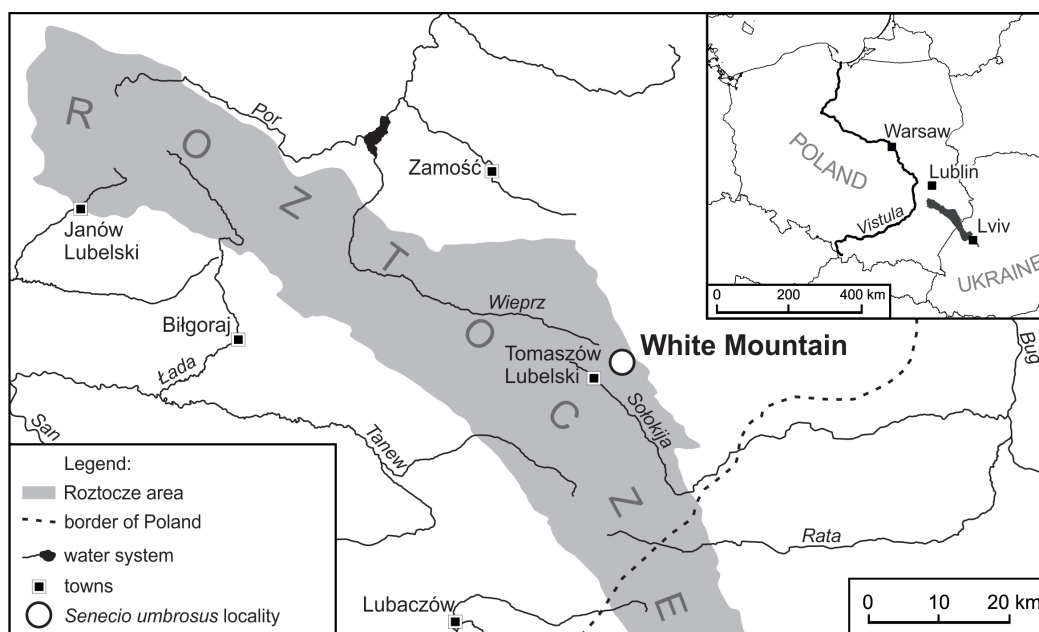 R O Z T O C Z E
Por
Zamość
Janów
Lubelski
Wieprz
Biłgoraj
Łada
Tomaszów
Lubelski
White Mountain
Sołokija
San
Tanew
Rata
Bug
Lubaczów
Legend:
Roztocze area
border of Poland
water system
towns
Senecio umbrosus locality
0 10 20 km
POLAND
Warsaw
Lublin
Vistula
Lviv
UKRAINE
0 200 400 km